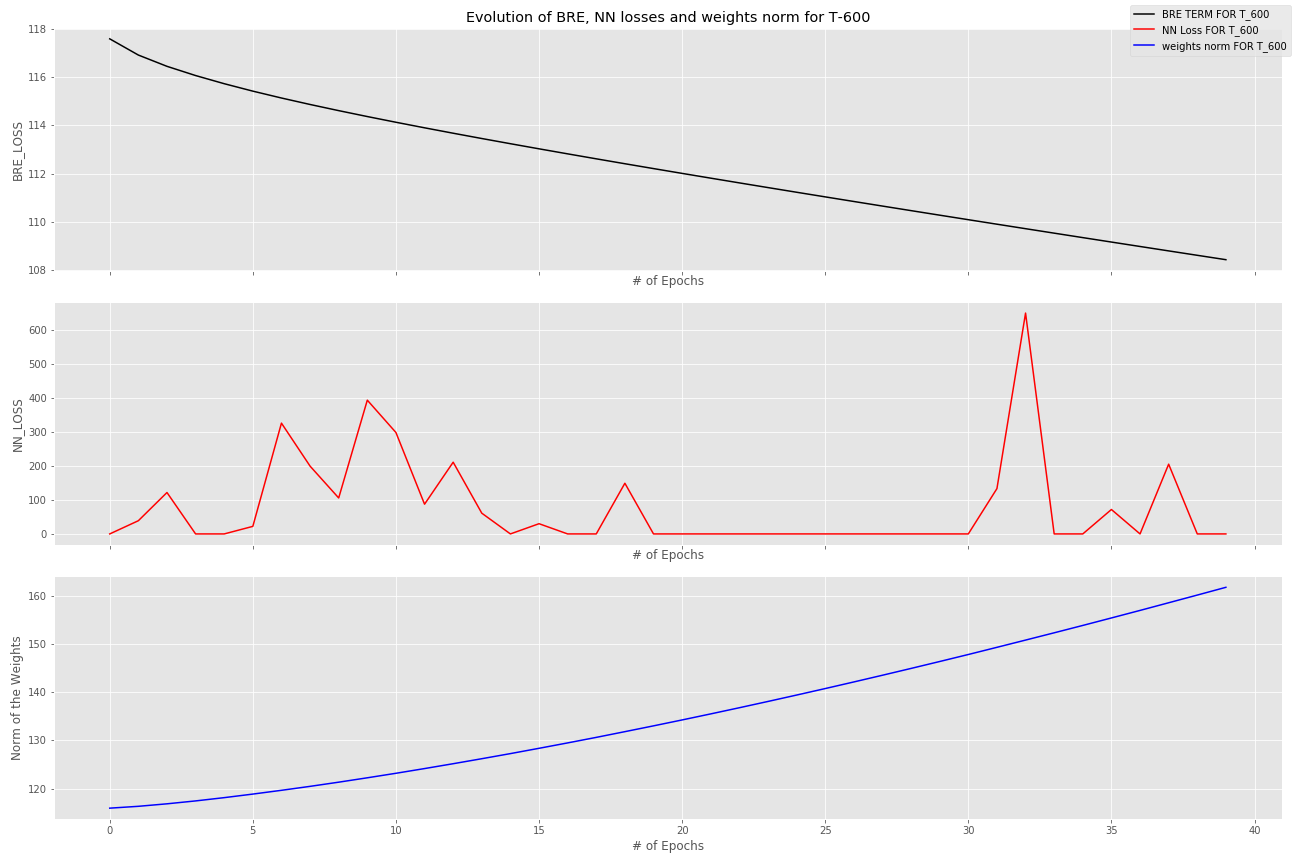 Evolution of BRE, NN losses and weights norm for T-600
BRE TERM FOR T_600
NN Loss FOR T_600
weights norm FOR T_600
118
116
114
112
110
108
BRE_LOSS
# of Epochs
600
500
400
300
200
100
0
NN_LOSS
# of Epochs
160
150
140
130
120
Norm of the Weights
0 5 10 15 20 25 30 35 40
# of Epochs